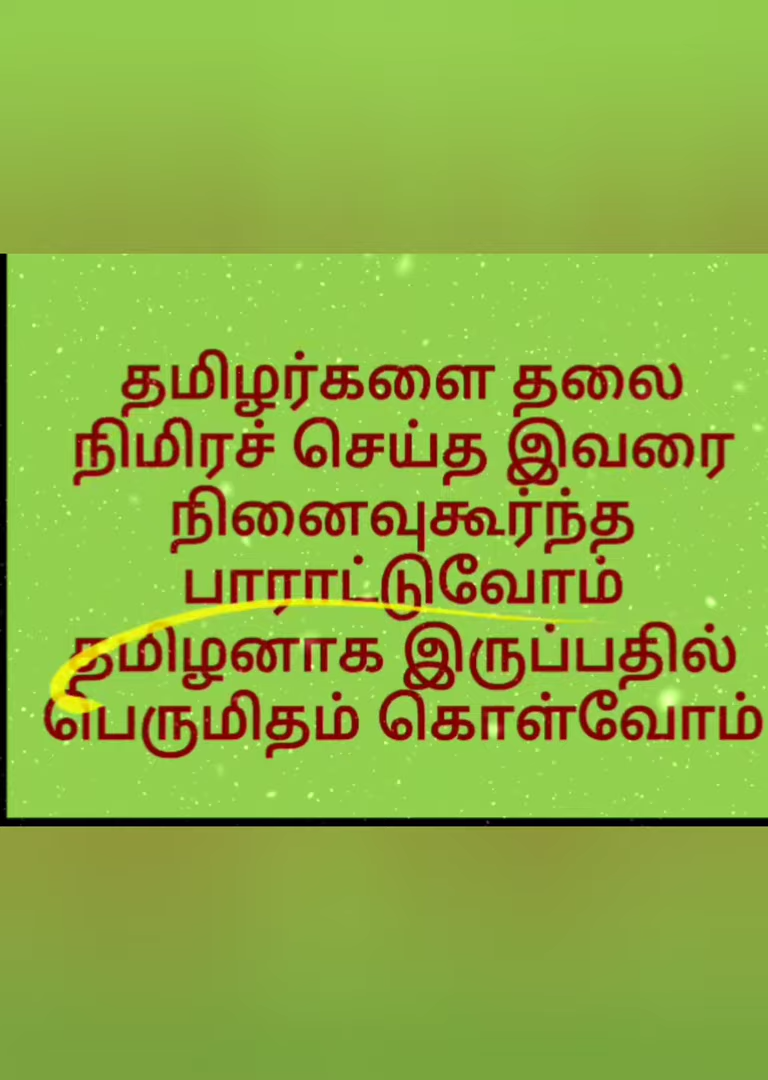 தமிழர்களை தலை
நிமிரச் செய்த இவரை
நினைவுகூர்ந்த
பாராட்டுவோம்
தமிழனாக இருப்பதில்
பெருமிதம் கொள்வோம்